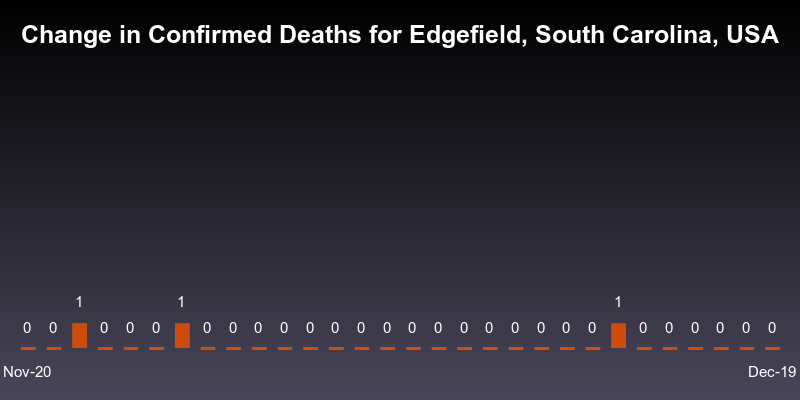 Change in Confirmed Deaths for Edgefield, South Carolina, USA
1 1 1
0 0 0 0 0 0 0 0 0 0 0 0 0 0 0 0 0 0 0 0 0 0 0 0 0 0 0
Nov-20 Dec-19